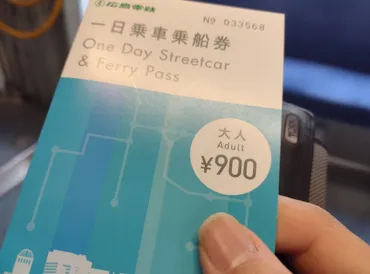 広島電鉄
№ 033568
一日乗車乗船券
One Day Streetcar
& Ferry Pass
大人
Adult
¥900